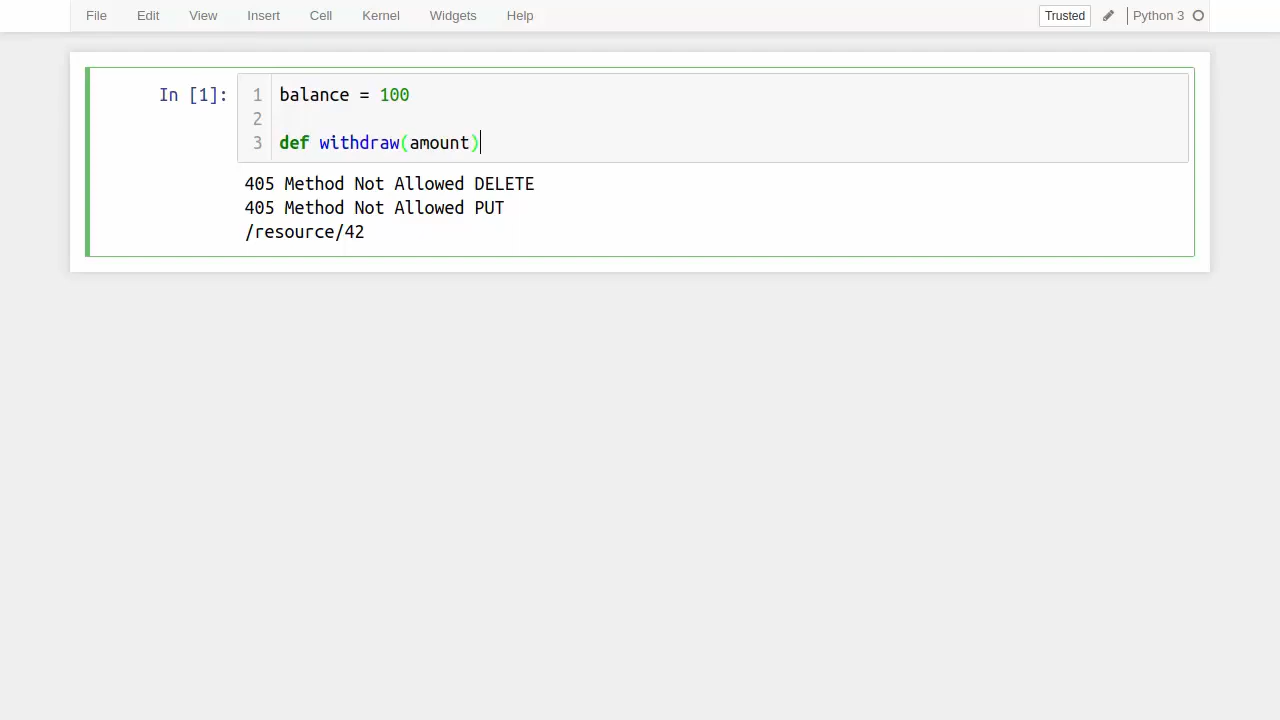 File Edit View Insert Cell Kernel Widgets Help Trusted Python 3
In [1]:
1 balance = 100
2
3 def withdraw(amount)
405 Method Not Allowed DELETE
405 Method Not Allowed PUT
/resource/42